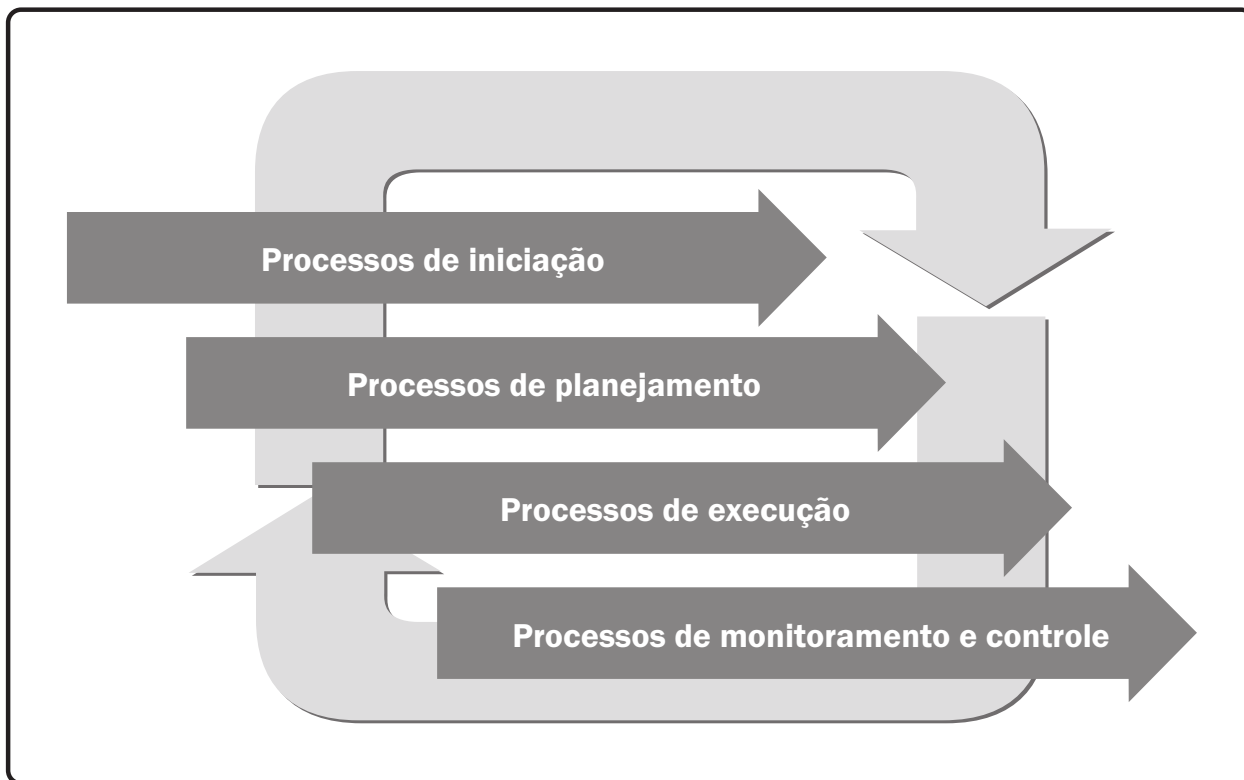 Processos de iniciação
Processos de planejamento
Processos de execução
Processos de monitoramento e controle